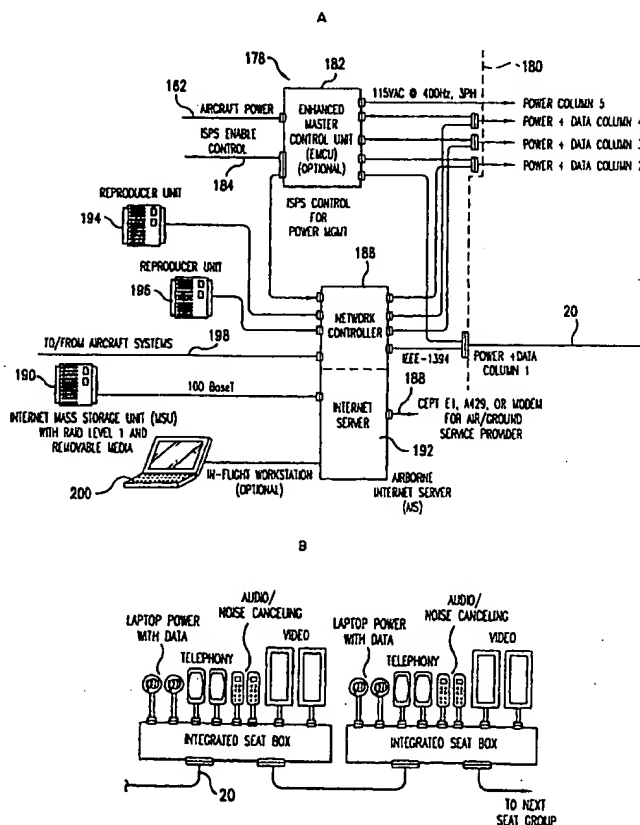 A
178
182
180
162
AIRCRAFT POWER
ENHANCED
MASTER
CONTROL UNIT
(EMCU)
(OPTIONAL)
115VAC @ 400Hz, 3PH
POWER COLUMN 5
POWER + DATA COLUMN 4
POWER + DATA COLUMN 3
POWER + DATA COLUMN 2
ISPS ENABLE
CONTROL
184
REPRODUCER UNIT
194
ISPS CONTROL
FOR
POWER MGMT
188
REPRODUCER UNIT
196
NETWORK
CONTROLLER
20
TO/FROM AIRCRAFT SYSTEMS
198
IEEE-1394
POWER +DATA
COLUMN 1
190
100 BaseT
INTERNET MASS STORAGE UNIT (MSU)
WITH RAID LEVEL 1 AND
REMOVABLE MEDIA
INTERNET
SERVER
188
CEPT E1, A429, OR MODEM
FOR AIR/GROUND
SERVICE PROVIDER
192
200
IN-FLIGHT WORKSTATION
(OPTIONAL)
AIRBORNE
INTERNET SERVER
(AIS)
B
LAPTOP POWER
WITH DATA
TELEPHONY
AUDIO/
NOISE CANCELING
VIDEO
LAPTOP POWER
WITH DATA
TELEPHONY
AUDIO/
NOISE CANCELING
VIDEO
INTEGRATED SEAT BOX
INTEGRATED SEAT BOX
20
TO NEXT
SEAT GROUP